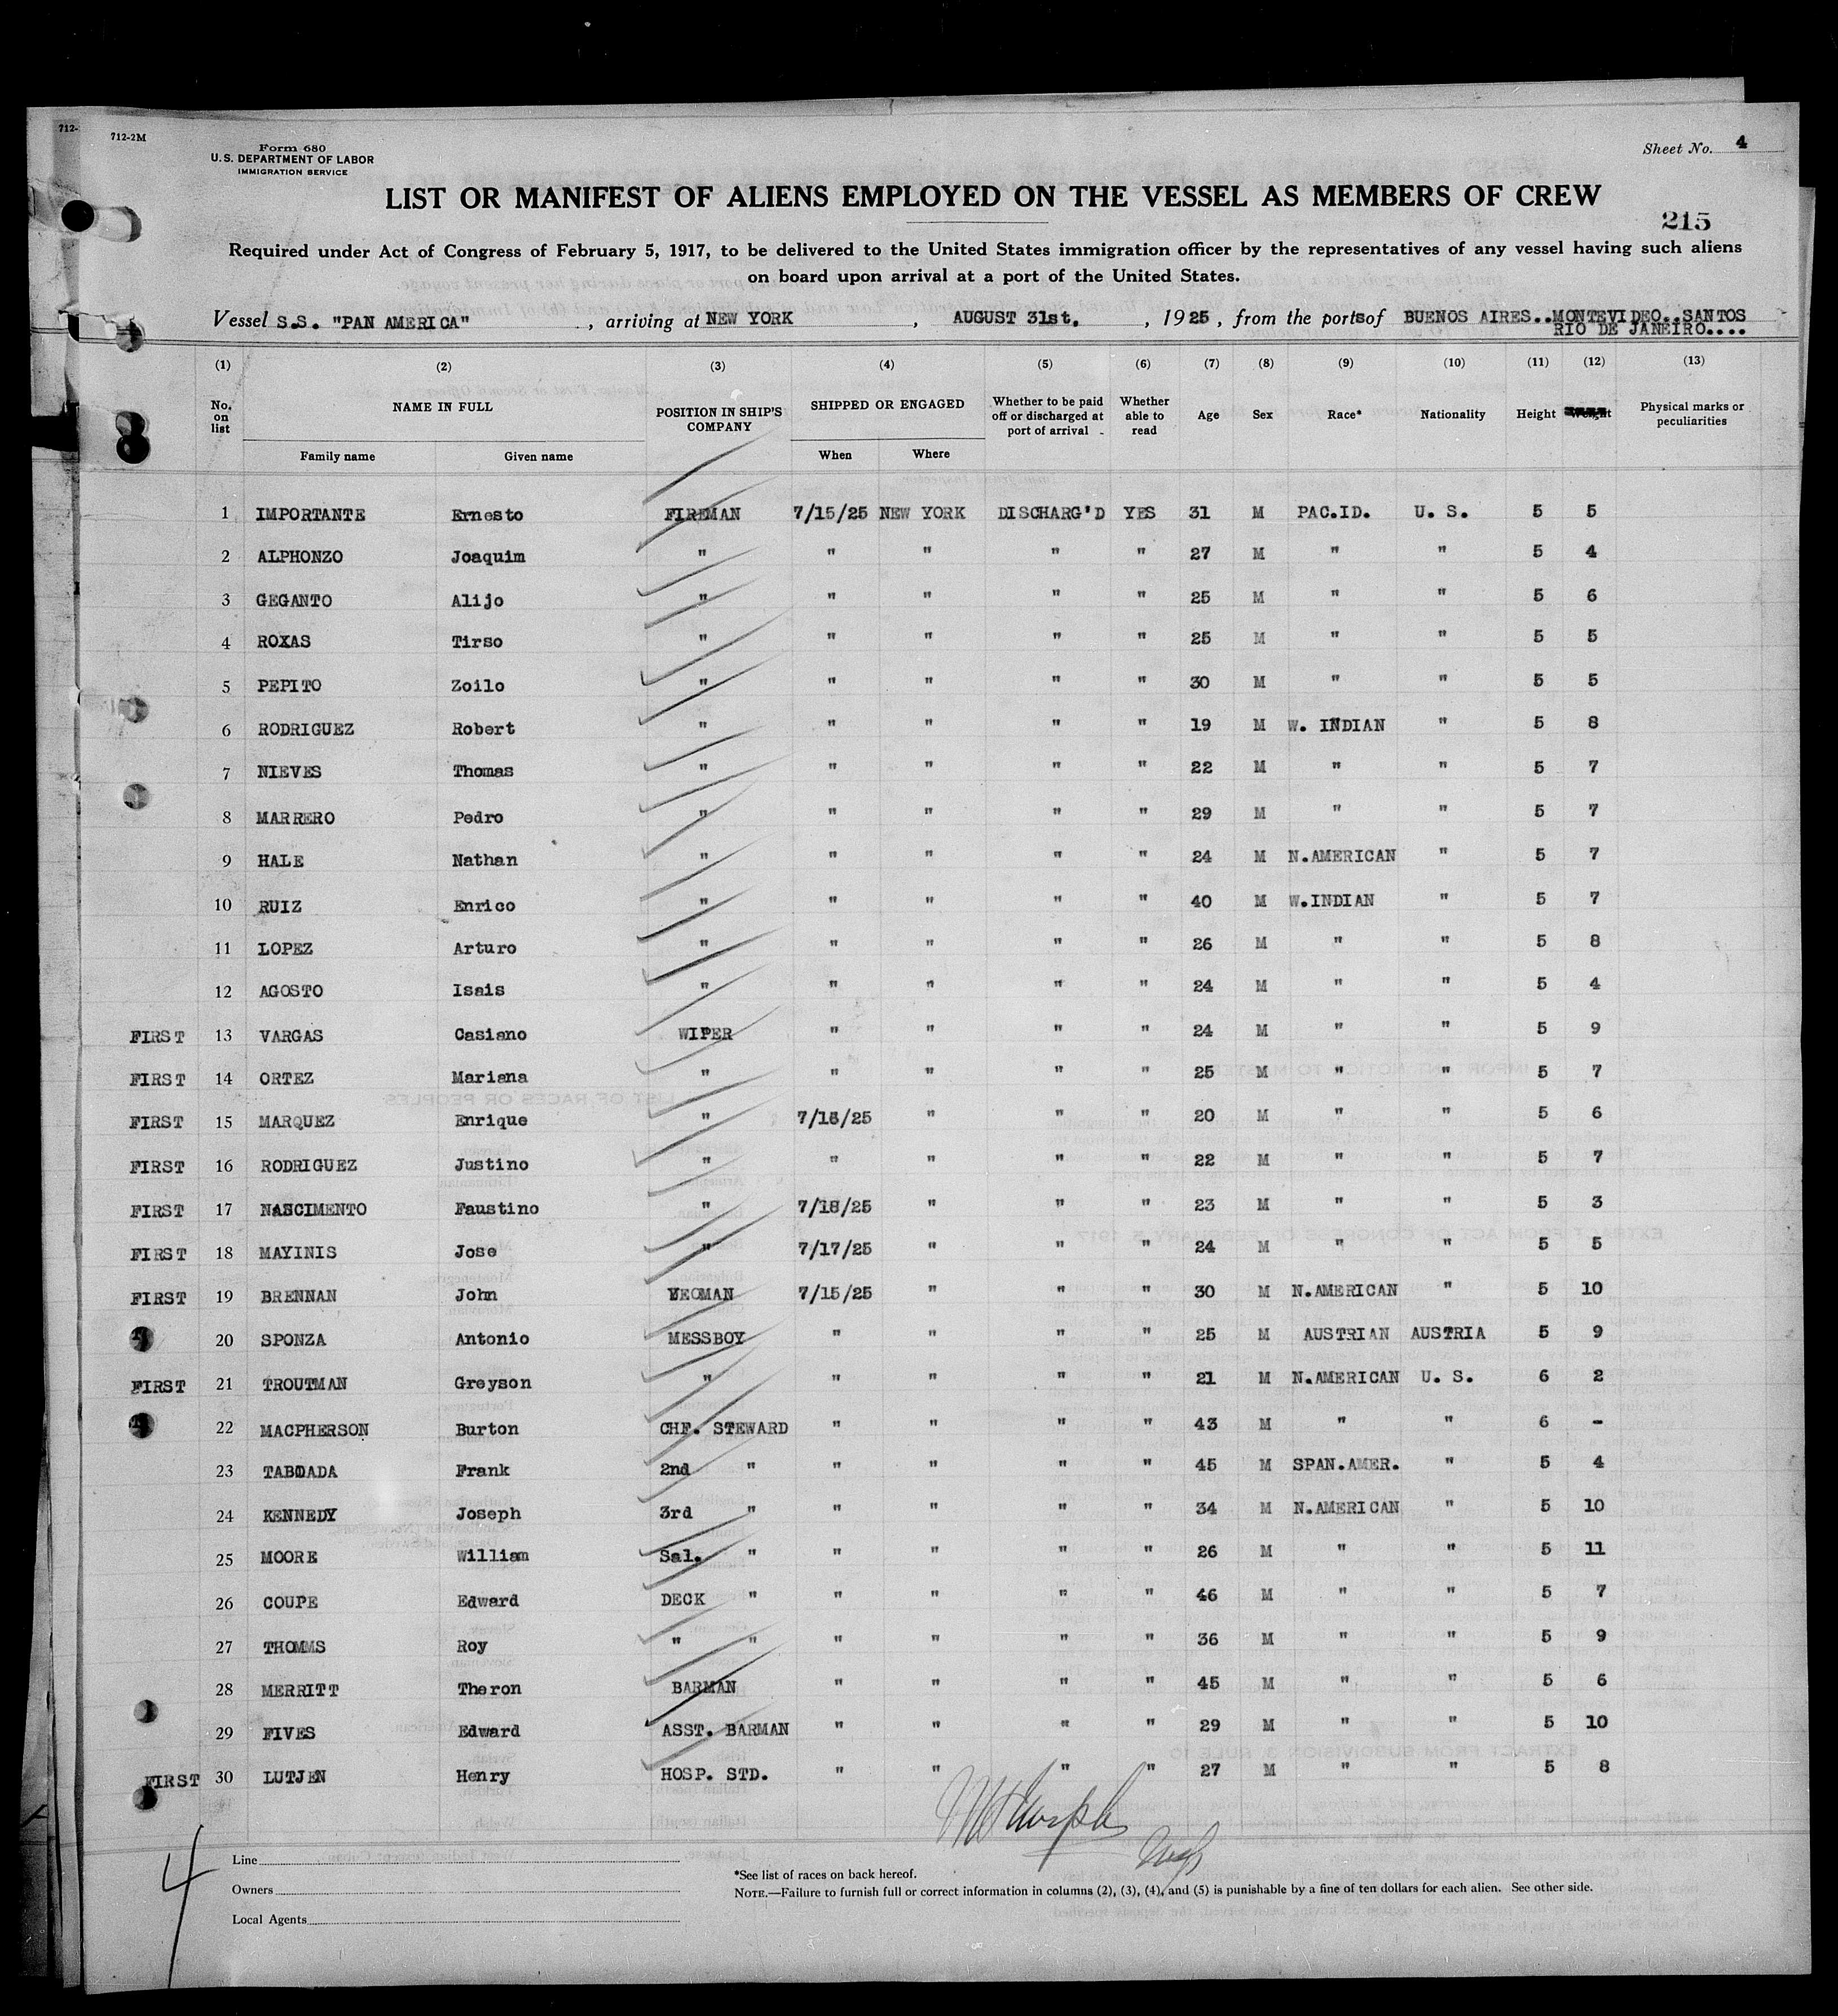 712-
712-2M
Form 680
U.S. DEPARTMENT OF LABOR
IMMIGRATION SERVICE
Sheet No. 4
LIST OR MANIFEST OF ALIENS EMPLOYED ON THE VESSEL AS MEMBERS OF CREW
215
Required under Act of Congress of February 5, 1917, to be delivered to the United States immigration officer by the representatives of any vessel having such aliens
on board upon arrival at a port of the United States.
Vessel S.S. "PAN AMERICA" , arriving at NEW YORK , AUGUST 31st. , 1925, from the ports of BUENOS AIRES..MONTEVIDEO..SANTOS
RIO DE JANEIRO....
(1) (2) (3) (4) (5) (6) (7) (8) (9) (10) (11) (12) (13)
No. on list NAME IN FULL Family name Given name POSITION IN SHIP'S COMPANY SHIPPED OR ENGAGED When Where Whether to be paid off or discharged at port of arrival Whether able to read Age Sex Race* Nationality Height Physical marks or peculiarities
1 IMPORTANTE Ernesto FIREMAN 7/15/25 NEW YORK DISCHARG'D YES 31 M PAC.ID. U. S. 5 5
2 ALPHONZO Joaquim " " " " " 27 M " " 5 4
3 GEGANTO Alijo " " " " " 25 M " " 5 6
4 ROXAS Tirso " " " " " 25 M " " 5 5
5 PEPITO Zoilo " " " " " 30 M " " 5 5
6 RODRIGUEZ Robert " " " " " 19 M W. INDIAN " 5 8
7 NIEVES Thomas " " " " " 22 M " " 5 7
8 MARRERO Pedro " " " " " 29 M " " 5 7
9 HALE Nathan " " " " " 24 M N.AMERICAN " 5 7
10 RUIZ Enrico " " " " " 40 M W.INDIAN " 5 7
11 LOPEZ Arturo " " " " " 26 M " " 5 8
12 AGOSTO Isais " " " " " 24 M " " 5 4
FIRST 13 VARGAS Casiano WIPER " " " " 24 M " " 5 9
FIRST 14 ORTEZ Mariana " " " " " 25 M " " 5 7
FIRST 15 MARQUEZ Enrique " 7/16/25 " " " 20 M " " 5 6
FIRST 16 RODRIGUEZ Justino " " " " " 22 M " " 5 7
FIRST 17 NASCIMENTO Faustino " 7/18/25 " " " 23 M " " 5 3
FIRST 18 MAYINIS Jose " 7/17/25 " " " 24 M " " 5 5
FIRST 19 BRENNAN John YEOMAN 7/15/25 " " " 30 M N.AMERICAN " 5 10
20 SPONZA Antonio MESSBOY " " " " 25 M AUSTRIAN AUSTRIA 5 9
FIRST 21 TROUTMAN Greyson " " " " " 21 M N.AMERICAN U. S. 6 2
22 MACPHERSON Burton CHF. STEWARD " " " " 43 M " " 6 -
23 TABOADA Frank 2nd " " " " " 45 M SPAN.AMER. " 5 4
24 KENNEDY Joseph 3rd " " " " " 34 M N.AMERICAN " 5 10
25 MOORE William Sal. " " " " " 26 M " " 5 11
26 COUPE Edward DECK " " " " " 46 M " " 5 7
27 THOMMS Roy " " " " " " 36 M " " 5 9
28 MERRITT Theron BARMAN " " " " 45 M " " 5 6
29 FIVES Edward ASST. BARMAN " " " " 29 M " " 5 10
FIRST 30 LUTJEN Henry HOSP. STD. " " " " 27 M " " 5 8
4
Line
Owners
Local Agents
*See list of races on back hereof.
NOTE.—Failure to furnish full or correct information in columns (2), (3), (4), and (5) is punishable by a fine of ten dollars for each alien. See other side.